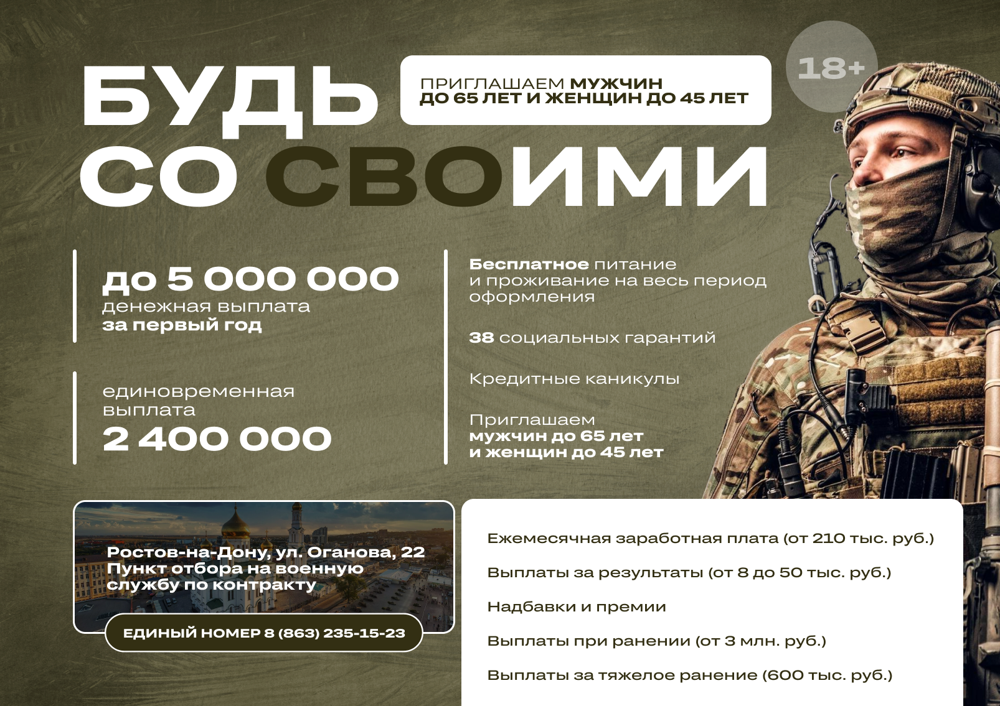 БУДЬ
СО СВОИМИ
ПРИГЛАШАЕМ МУЖЧИН
ДО 65 ЛЕТ И ЖЕНЩИН ДО 45 ЛЕТ
18+
до 5 000 000
денежная выплата
за первый год
единовременная
выплата
2 400 000
Бесплатное питание
и проживание на весь период
оформления
38 социальных гарантий
Кредитные каникулы
Приглашаем
мужчин до 65 лет
и женщин до 45 лет
Ростов-на-Дону, ул. Оганова, 22
Пункт отбора на военную
службу по контракту
ЕДИНЫЙ НОМЕР 8 (863) 235-15-23
Ежемесячная заработная плата (от 210 тыс. руб.)
Выплаты за результаты (от 8 до 50 тыс. руб.)
Надбавки и премии
Выплаты при ранении (от 3 млн. руб.)
Выплаты за тяжелое ранение (600 тыс. руб.)